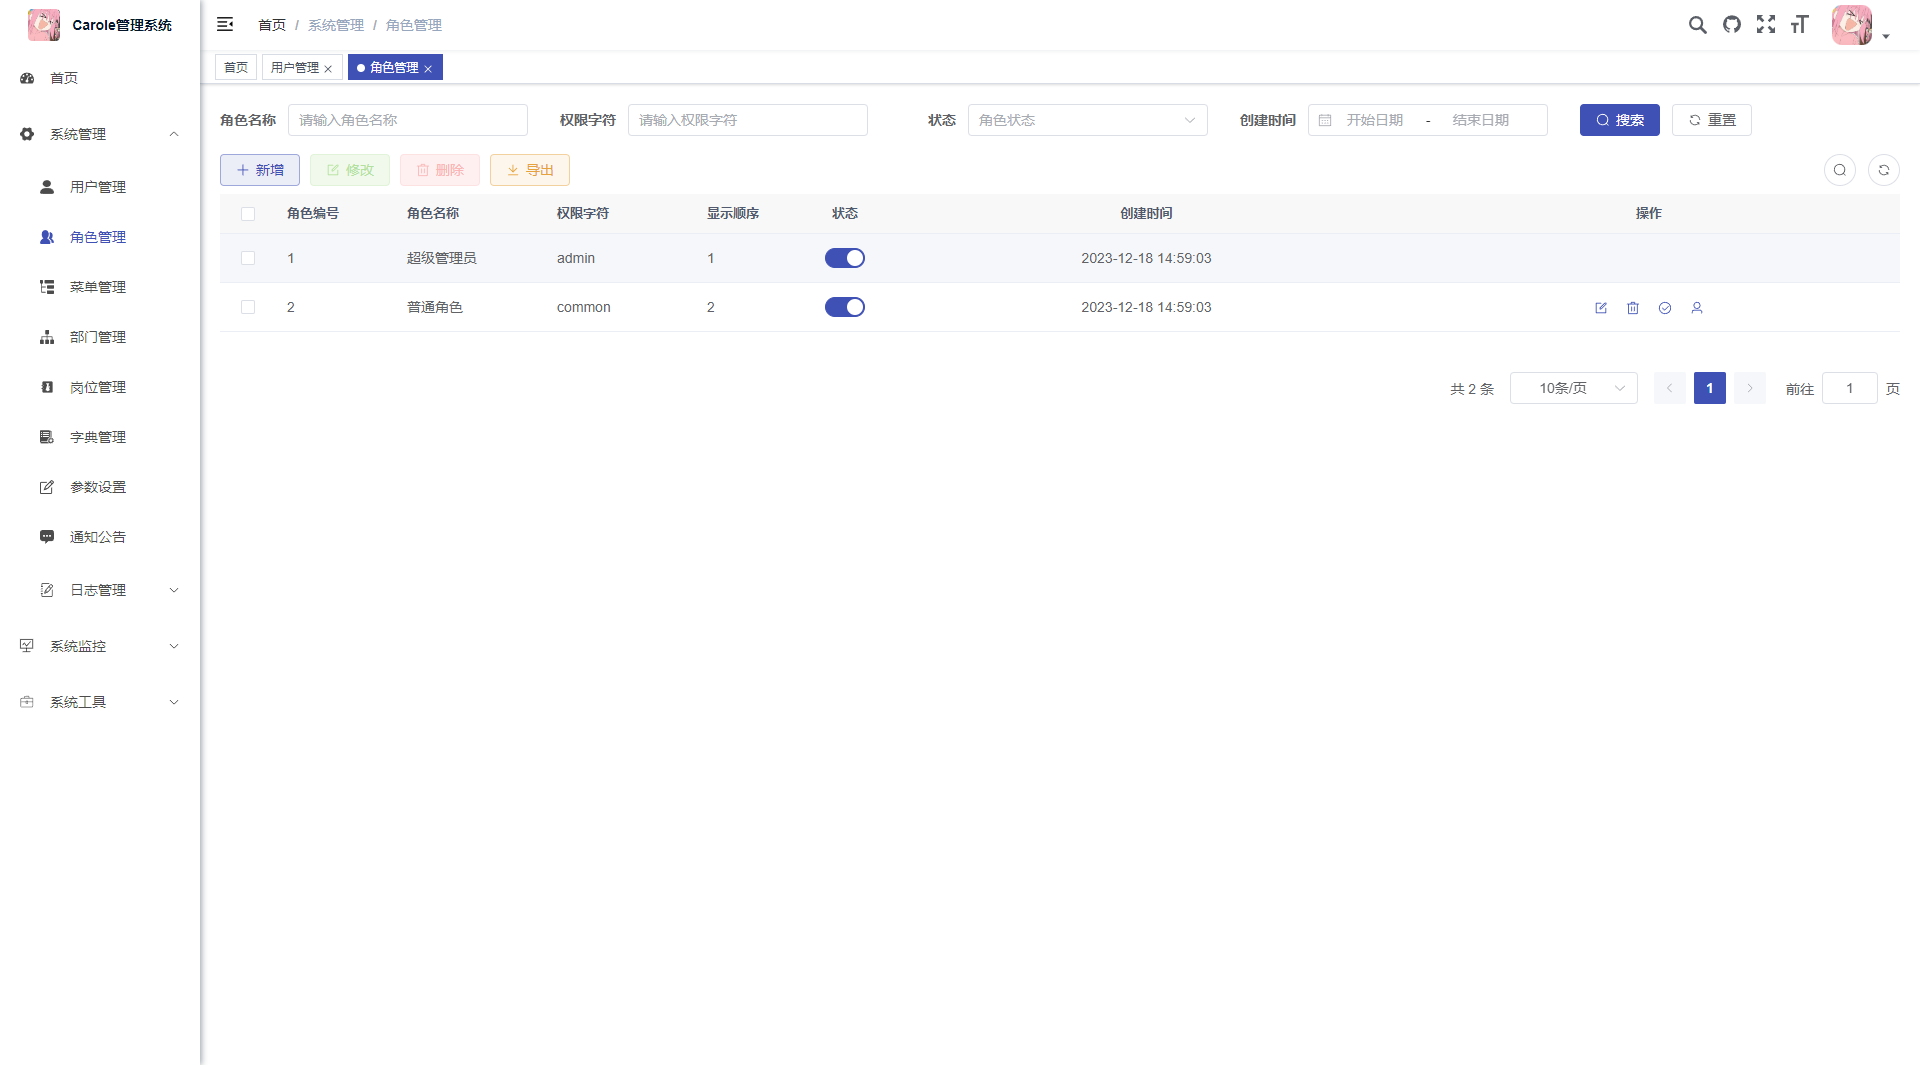 Carole管理系统
首页 / 系统管理 / 角色管理
首页 用户管理 角色管理
首页
系统管理
用户管理
角色管理
菜单管理
部门管理
岗位管理
字典管理
参数设置
通知公告
日志管理
系统监控
系统工具
角色名称 请输入角色名称 权限字符 请输入权限字符 状态 角色状态 创建时间 开始日期 - 结束日期 搜索 重置
新增 修改 删除 导出
角色编号 角色名称 权限字符 显示顺序 状态 创建时间 操作
1 超级管理员 admin 1 2023-12-18 14:59:03
2 普通角色 common 2 2023-12-18 14:59:03
共 2 条 10条/页 1 前往 1 页